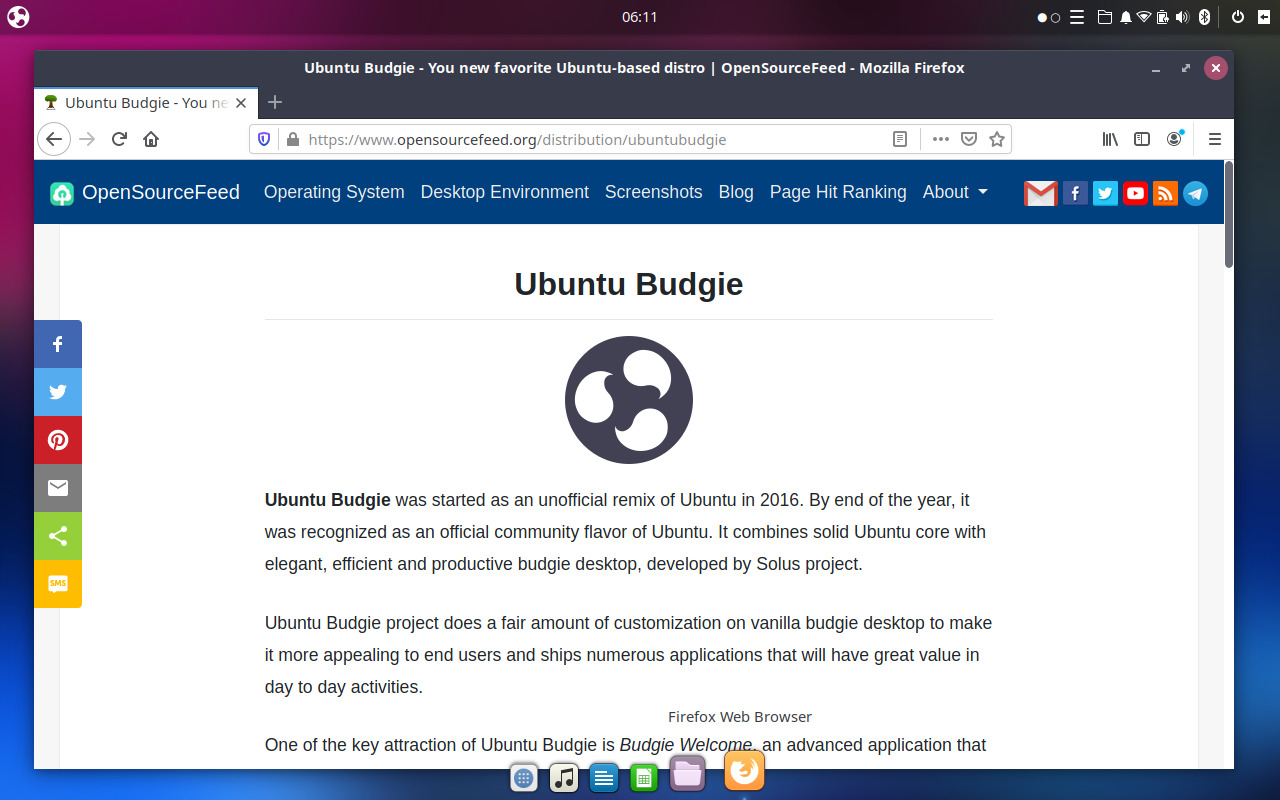 06:11
Ubuntu Budgie - You new favorite Ubuntu-based distro | OpenSourceFeed - Mozilla Firefox
Ubuntu Budgie - You ne
https://www.opensourcefeed.org/distribution/ubuntubudgie
OpenSourceFeed Operating System Desktop Environment Screenshots Blog Page Hit Ranking About
Ubuntu Budgie
Ubuntu Budgie was started as an unofficial remix of Ubuntu in 2016. By end of the year, it
was recognized as an official community flavor of Ubuntu. It combines solid Ubuntu core with
elegant, efficient and productive budgie desktop, developed by Solus project.
SMS
Ubuntu Budgie project does a fair amount of customization on vanilla budgie desktop to make
it more appealing to end users and ships numerous applications that will have great value in
day to day activities.
Firefox Web Browser
One of the key attraction of Ubuntu Budgie is Budgie Welcome, an advanced application that